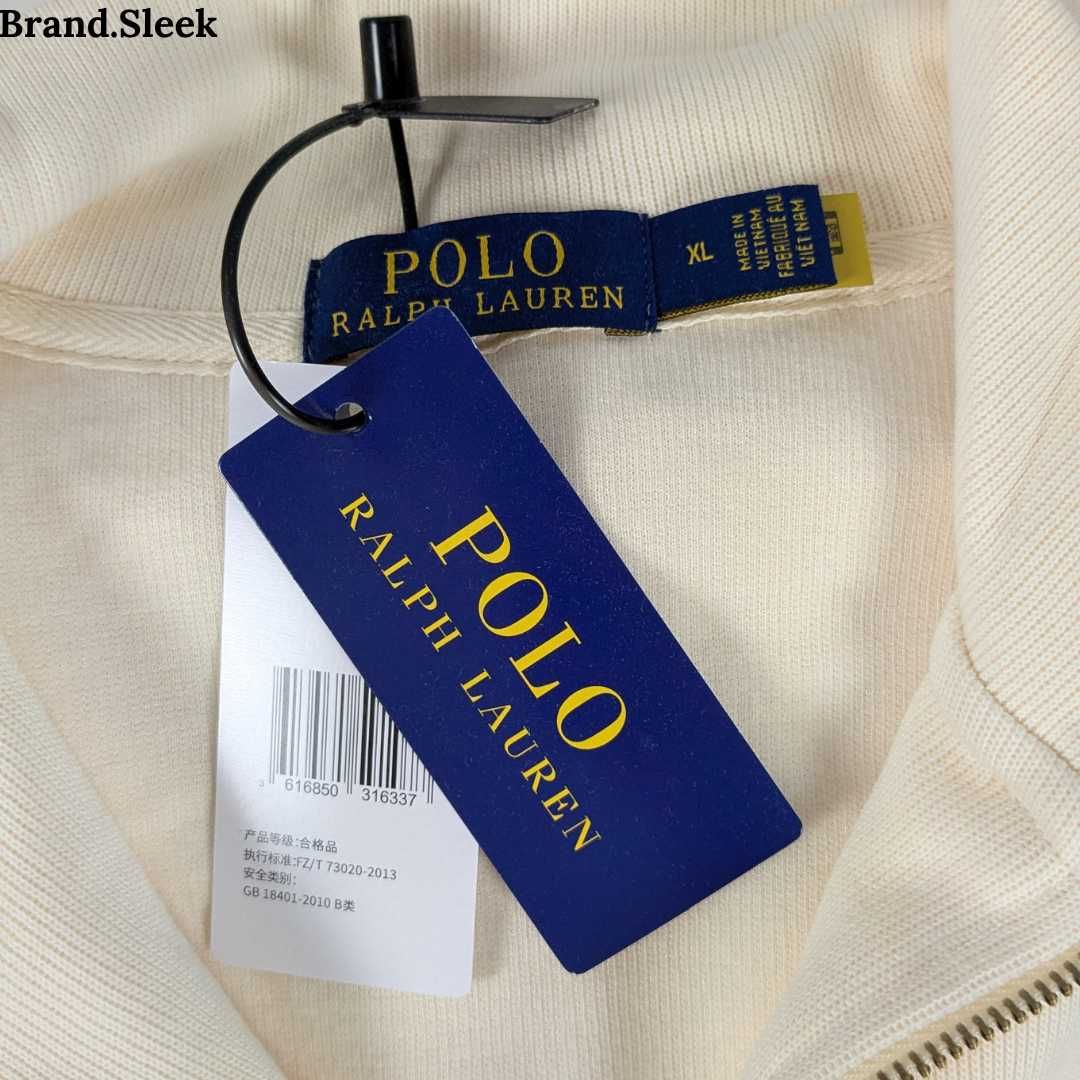 Brand.Sleek
POLO
RALPH LAUREN
XL
MADE IN
VIETNAM
FABRIQUÉ AU
VIÊT NAM
POLO
RALPH LAUREN
3 616850 316337
产品等级:合格品
执行标准:FZ/T 73020-2013
安全类别:
GB 18401-2010 B类